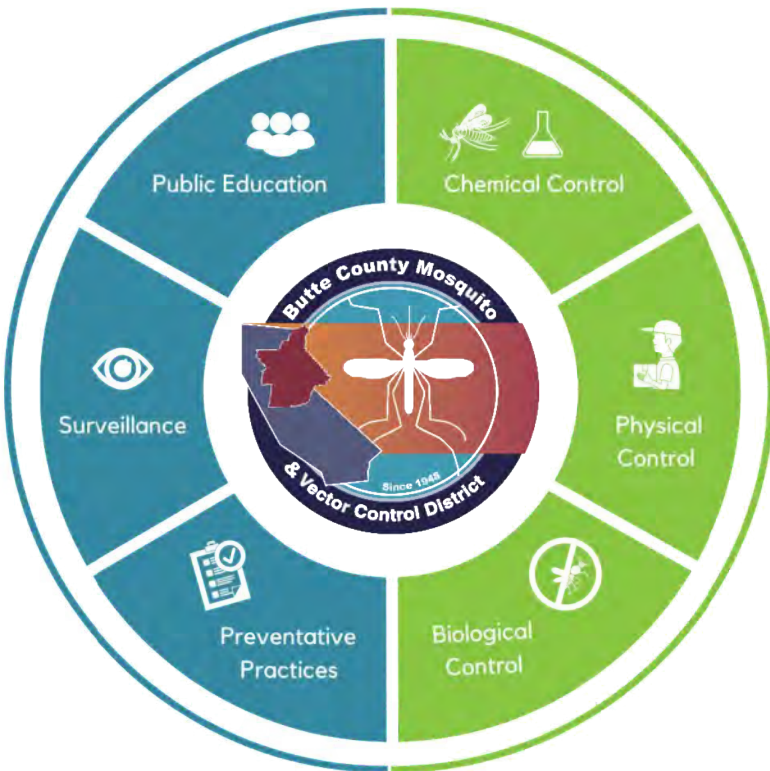 Public Education
Chemical Control
Butte County Mosquito
Surveillance
Physical
Control
Since 1948
& Vector Control District
Preventative
Practices
Biological
Control